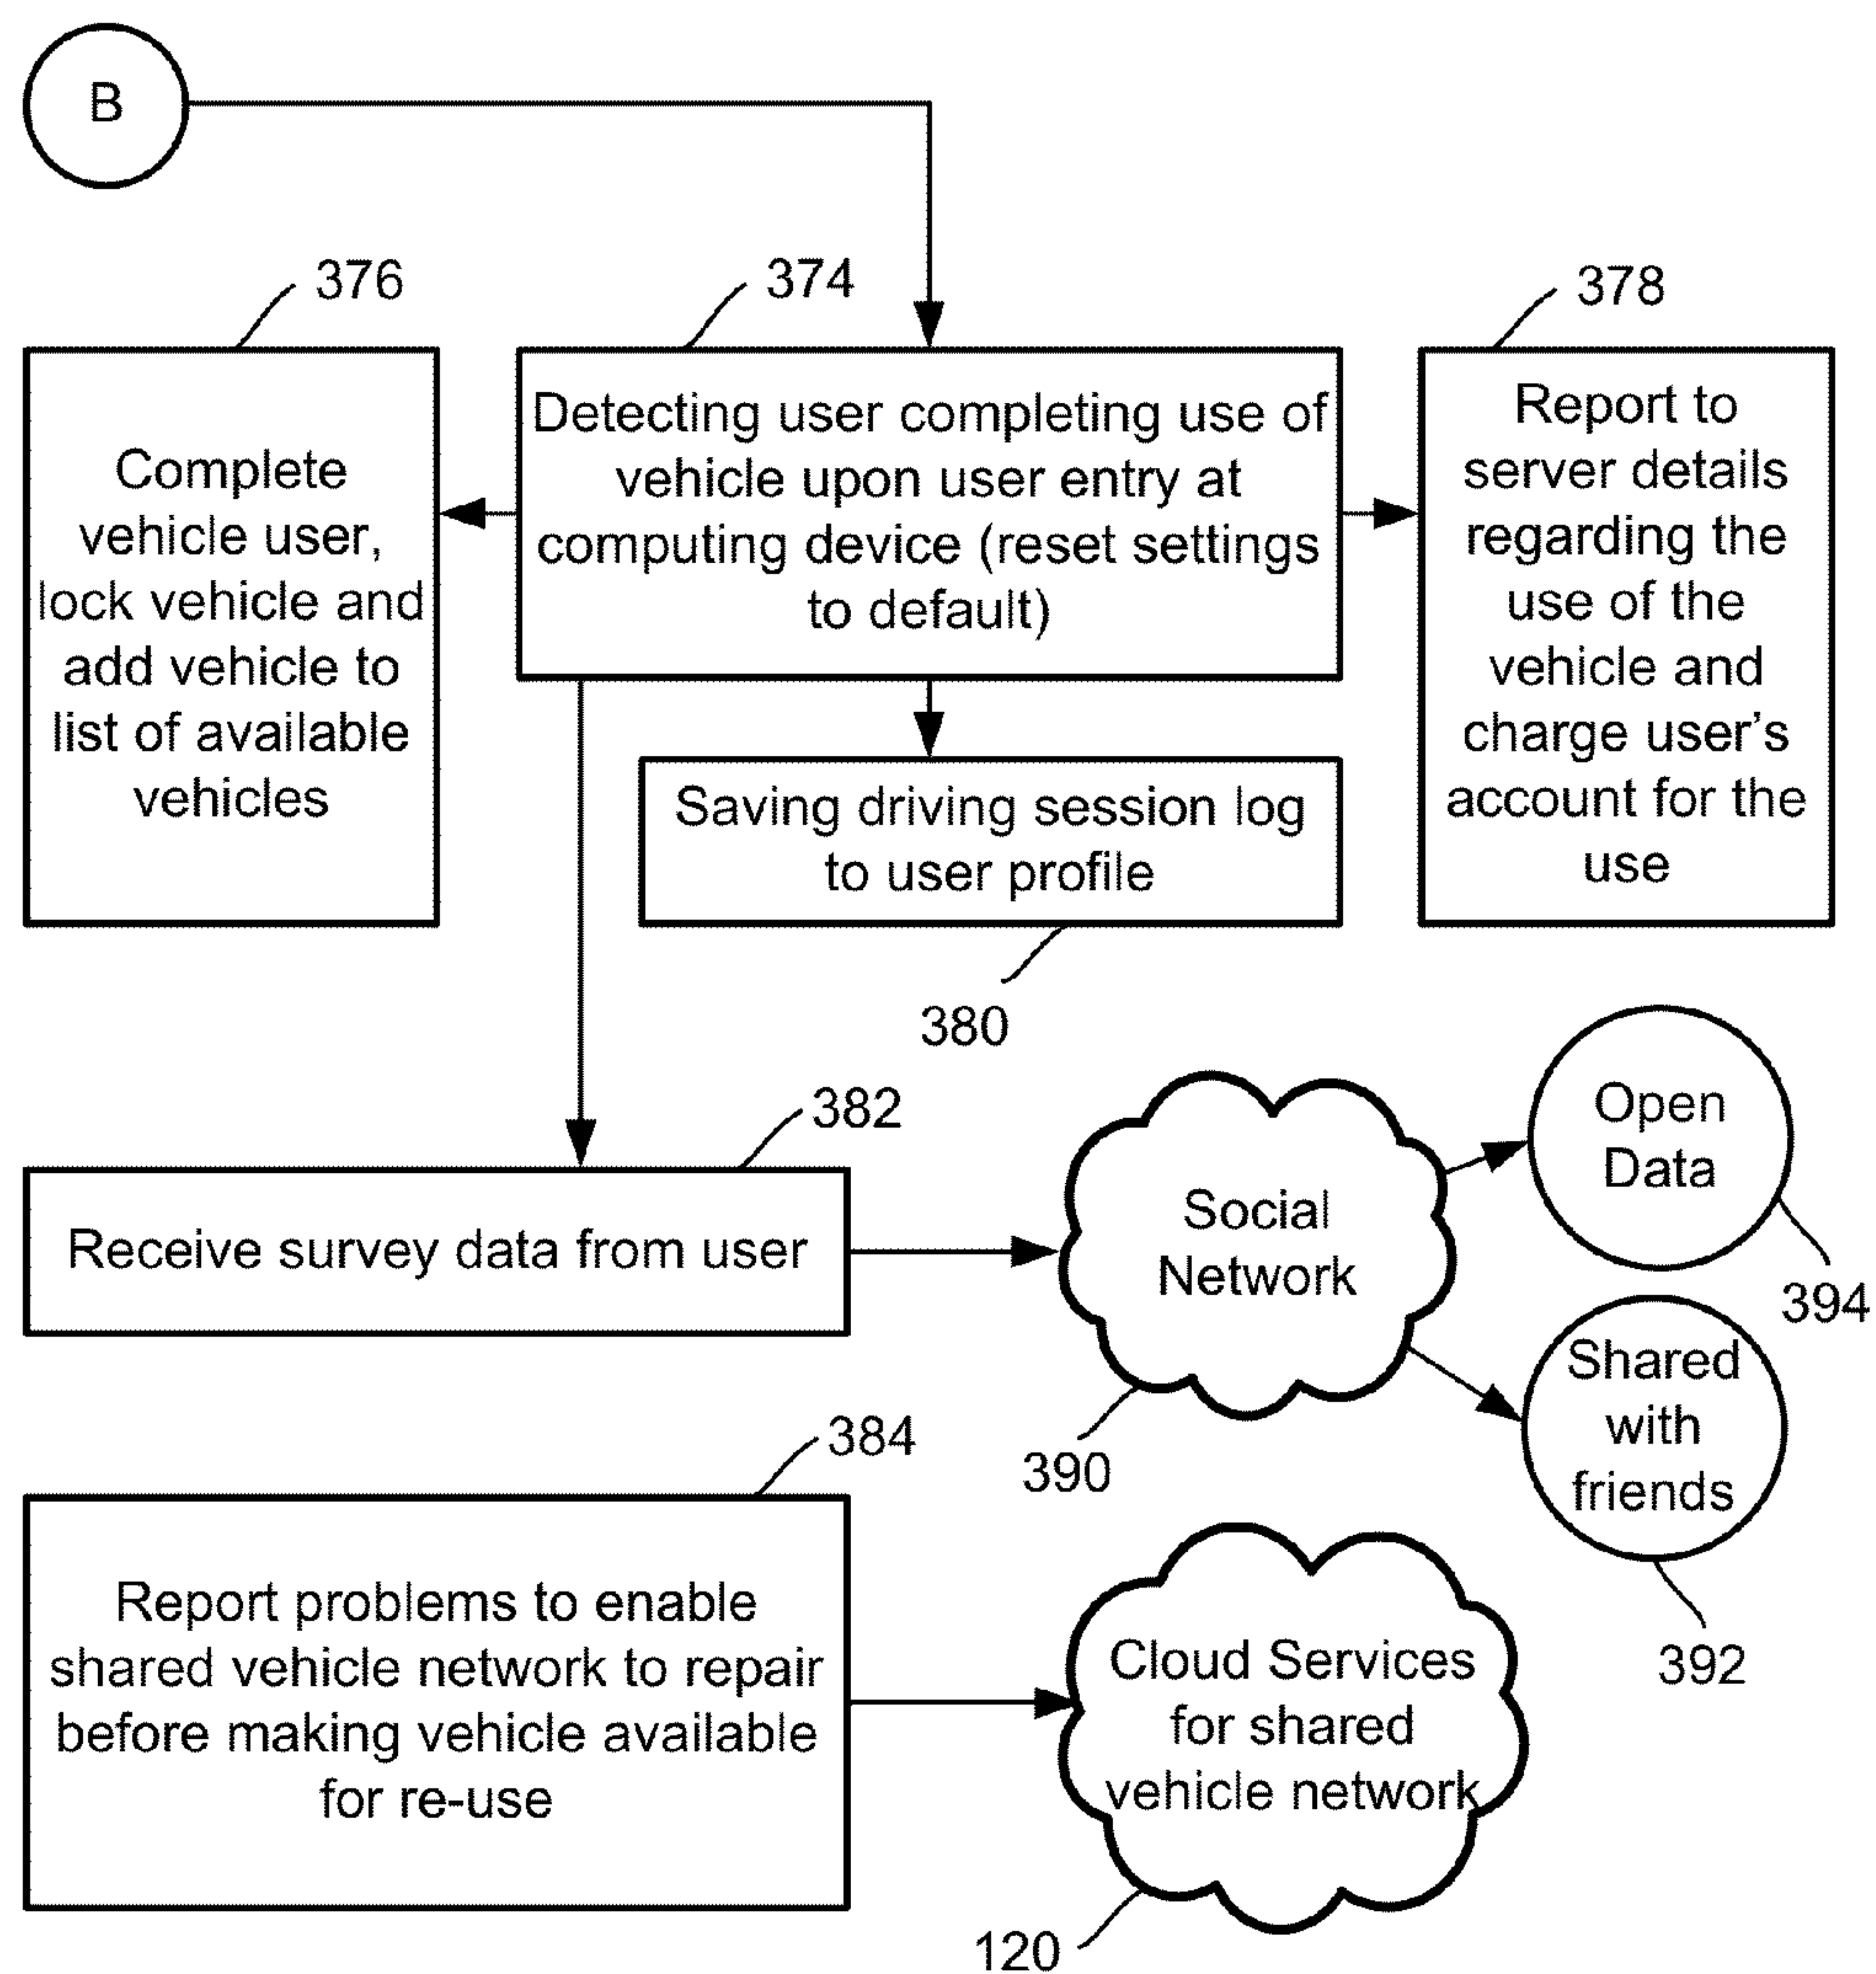 B
376
374
378
Complete
vehicle user,
lock vehicle and
add vehicle to
list of available
vehicles
Detecting user completing use of
vehicle upon user entry at
computing device (reset settings
to default)
Report to
server details
regarding the
use of the
vehicle and
charge user's
account for the
use
Saving driving session log
to user profile
380
382
Receive survey data from user
Social
Network
390
Open
Data
394
Shared
with
friends
392
384
Report problems to enable
shared vehicle network to repair
before making vehicle available
for re-use
Cloud Services
for shared
vehicle network
120